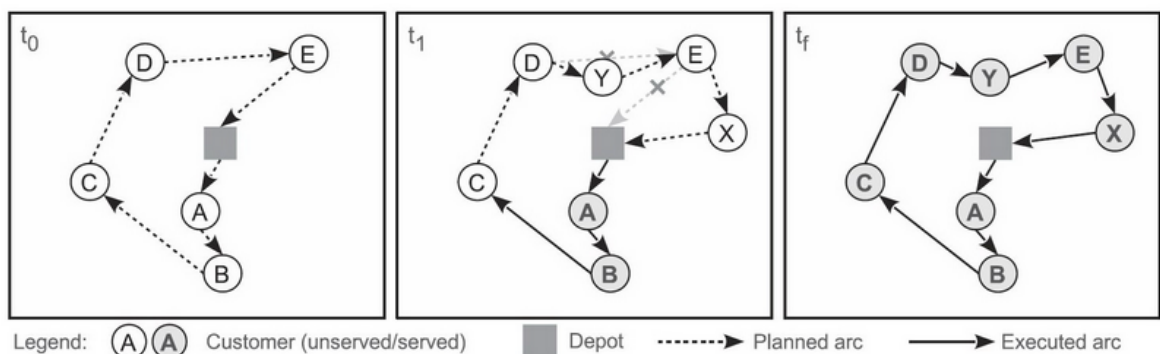 t0
D
E
C
A
B
t1
D
Y
E
X
C
A
B
tf
D
Y
E
X
C
A
B
Legend: A A Customer (unserved/served) Depot Planned arc Executed arc